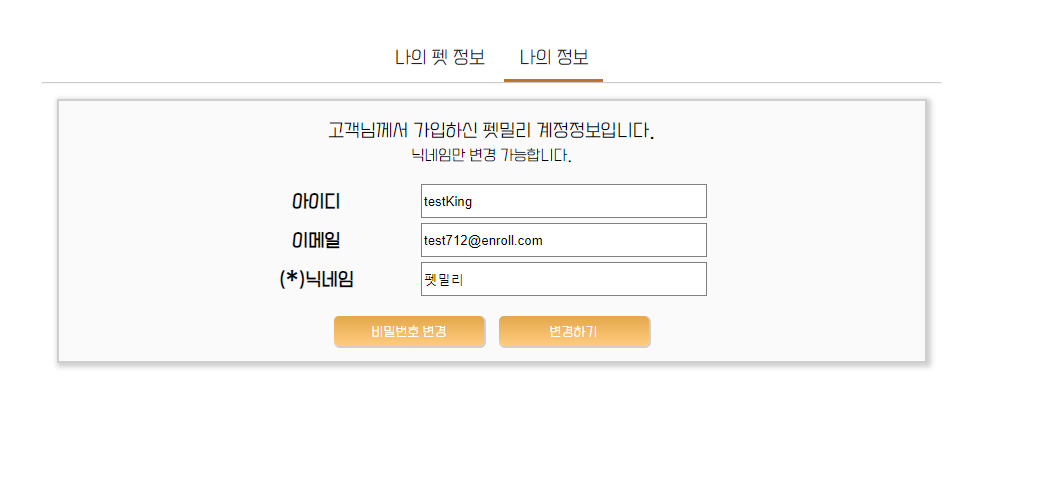 나의 펫 정보 나의 정보
고객님께서 가입하신 펫밀리 계정정보입니다.
닉네임만 변경 가능합니다.
아이디 testKing
이메일 test712@enroll.com
(*)닉네임 펫밀리
비밀번호 변경 변경하기